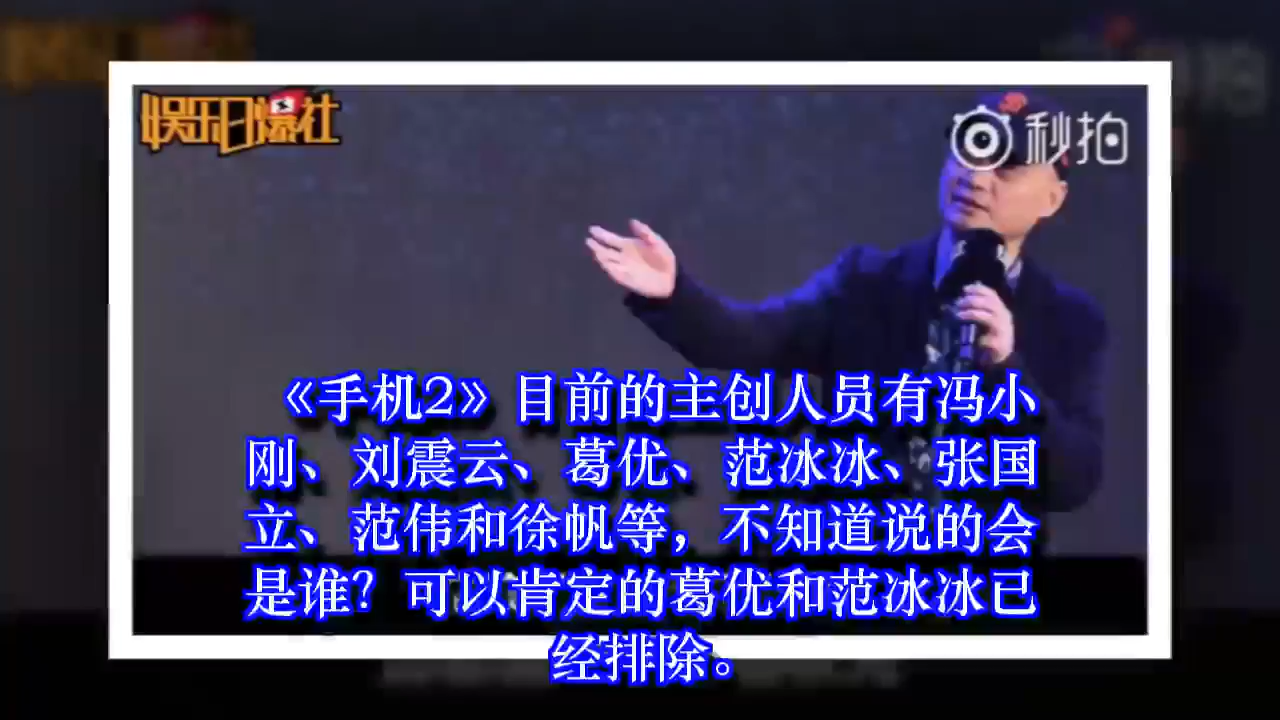 娱乐日爆社
秒拍
《手机2》目前的主创人员有冯小
刚、刘震云、葛优、范冰冰、张国
立、范伟和徐帆等，不知道说的会
是谁？可以肯定的葛优和范冰冰已
经排除。